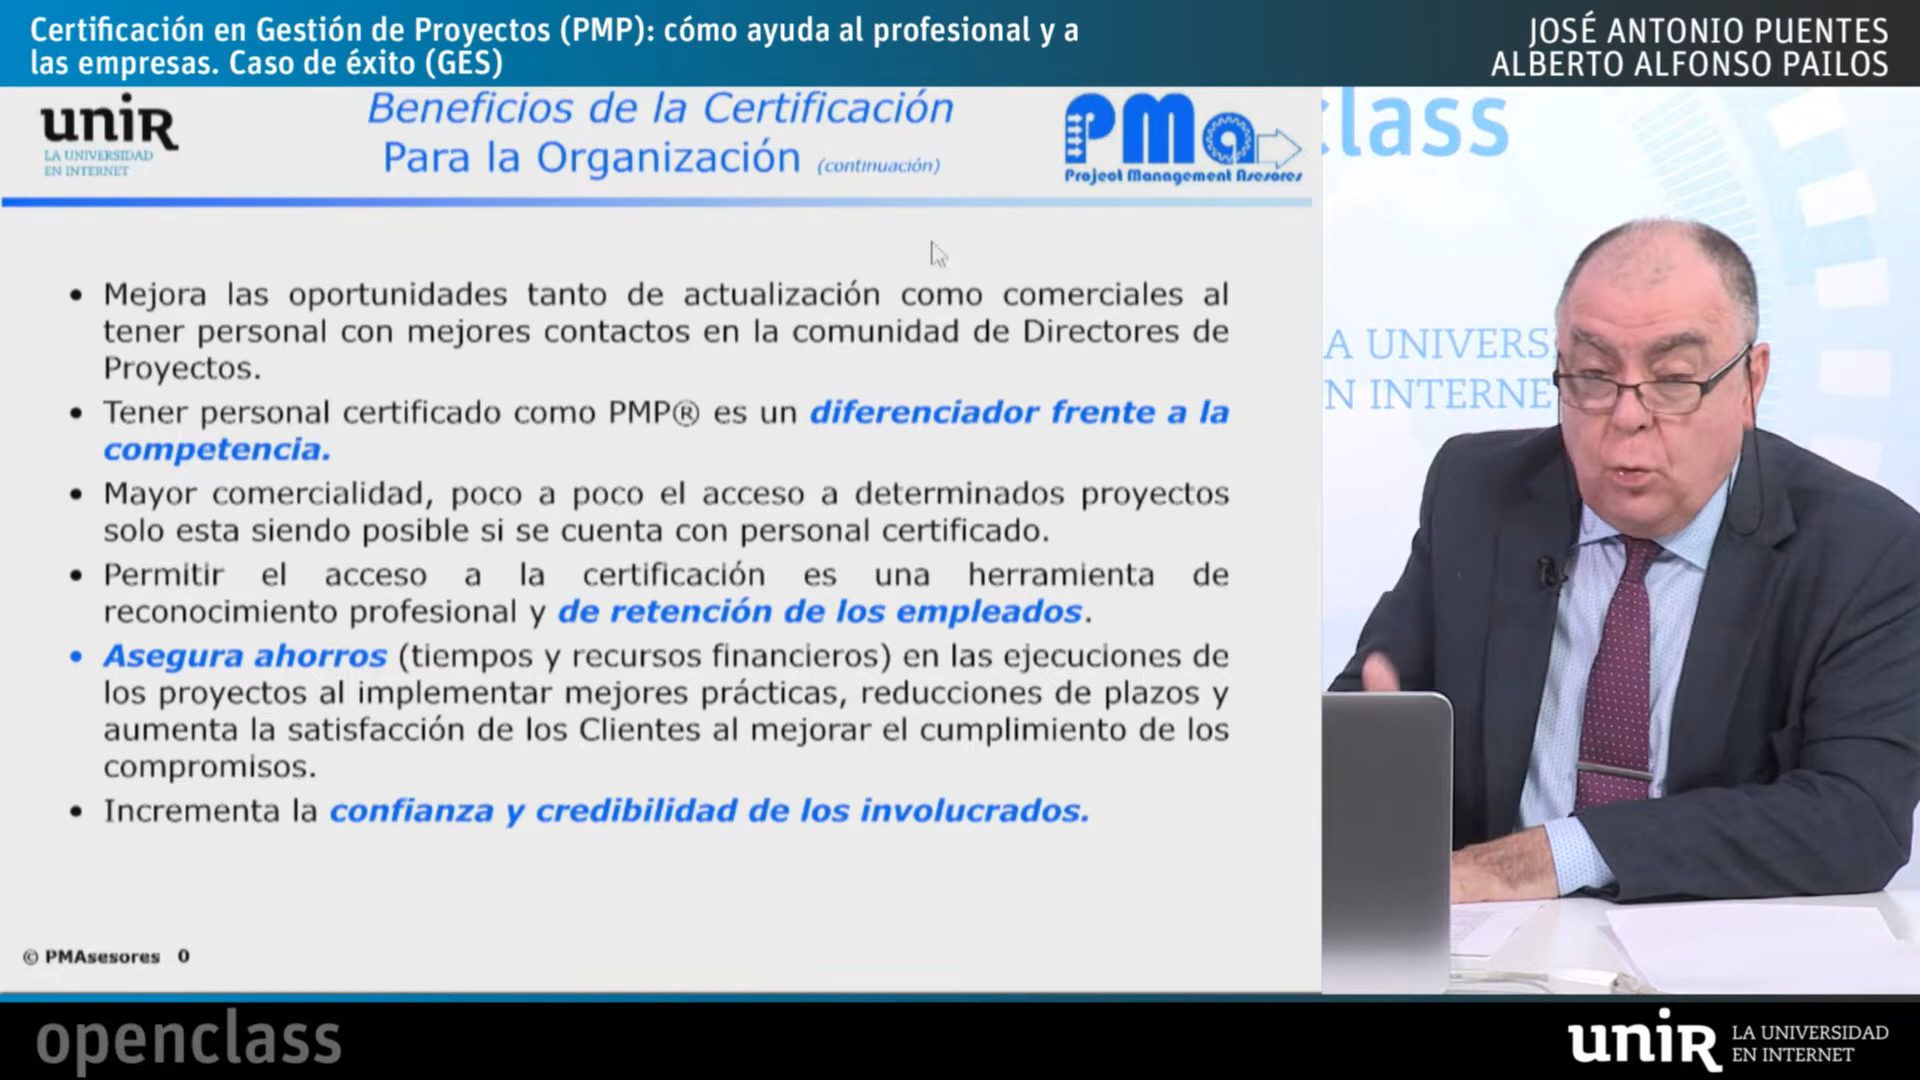 Certificación en Gestión de Proyectos (PMP): cómo ayuda al profesional y a
las empresas. Caso de éxito (GES)
JOSÉ ANTONIO PUENTES
ALBERTO ALFONSO PAILOS
unir
LA UNIVERSIDAD
EN INTERNET
Beneficios de la Certificación
Para la Organización (continuación)
PMa
Project Management Asesores
class
A UNIVERS
N INTERNE
• Mejora las oportunidades tanto de actualización como comerciales al
tener personal con mejores contactos en la comunidad de Directores de
Proyectos.
• Tener personal certificado como PMP® es un diferenciador frente a la
competencia.
• Mayor comercialidad, poco a poco el acceso a determinados proyectos
solo esta siendo posible si se cuenta con personal certificado.
• Permitir el acceso a la certificación es una herramienta de
reconocimiento profesional y de retención de los empleados.
• Asegura ahorros (tiempos y recursos financieros) en las ejecuciones de
los proyectos al implementar mejores prácticas, reducciones de plazos y
aumenta la satisfacción de los Clientes al mejorar el cumplimiento de los
compromisos.
• Incrementa la confianza y credibilidad de los involucrados.
© PMAsesores 0
openclass
unir
LA UNIVERSIDAD
EN INTERNET